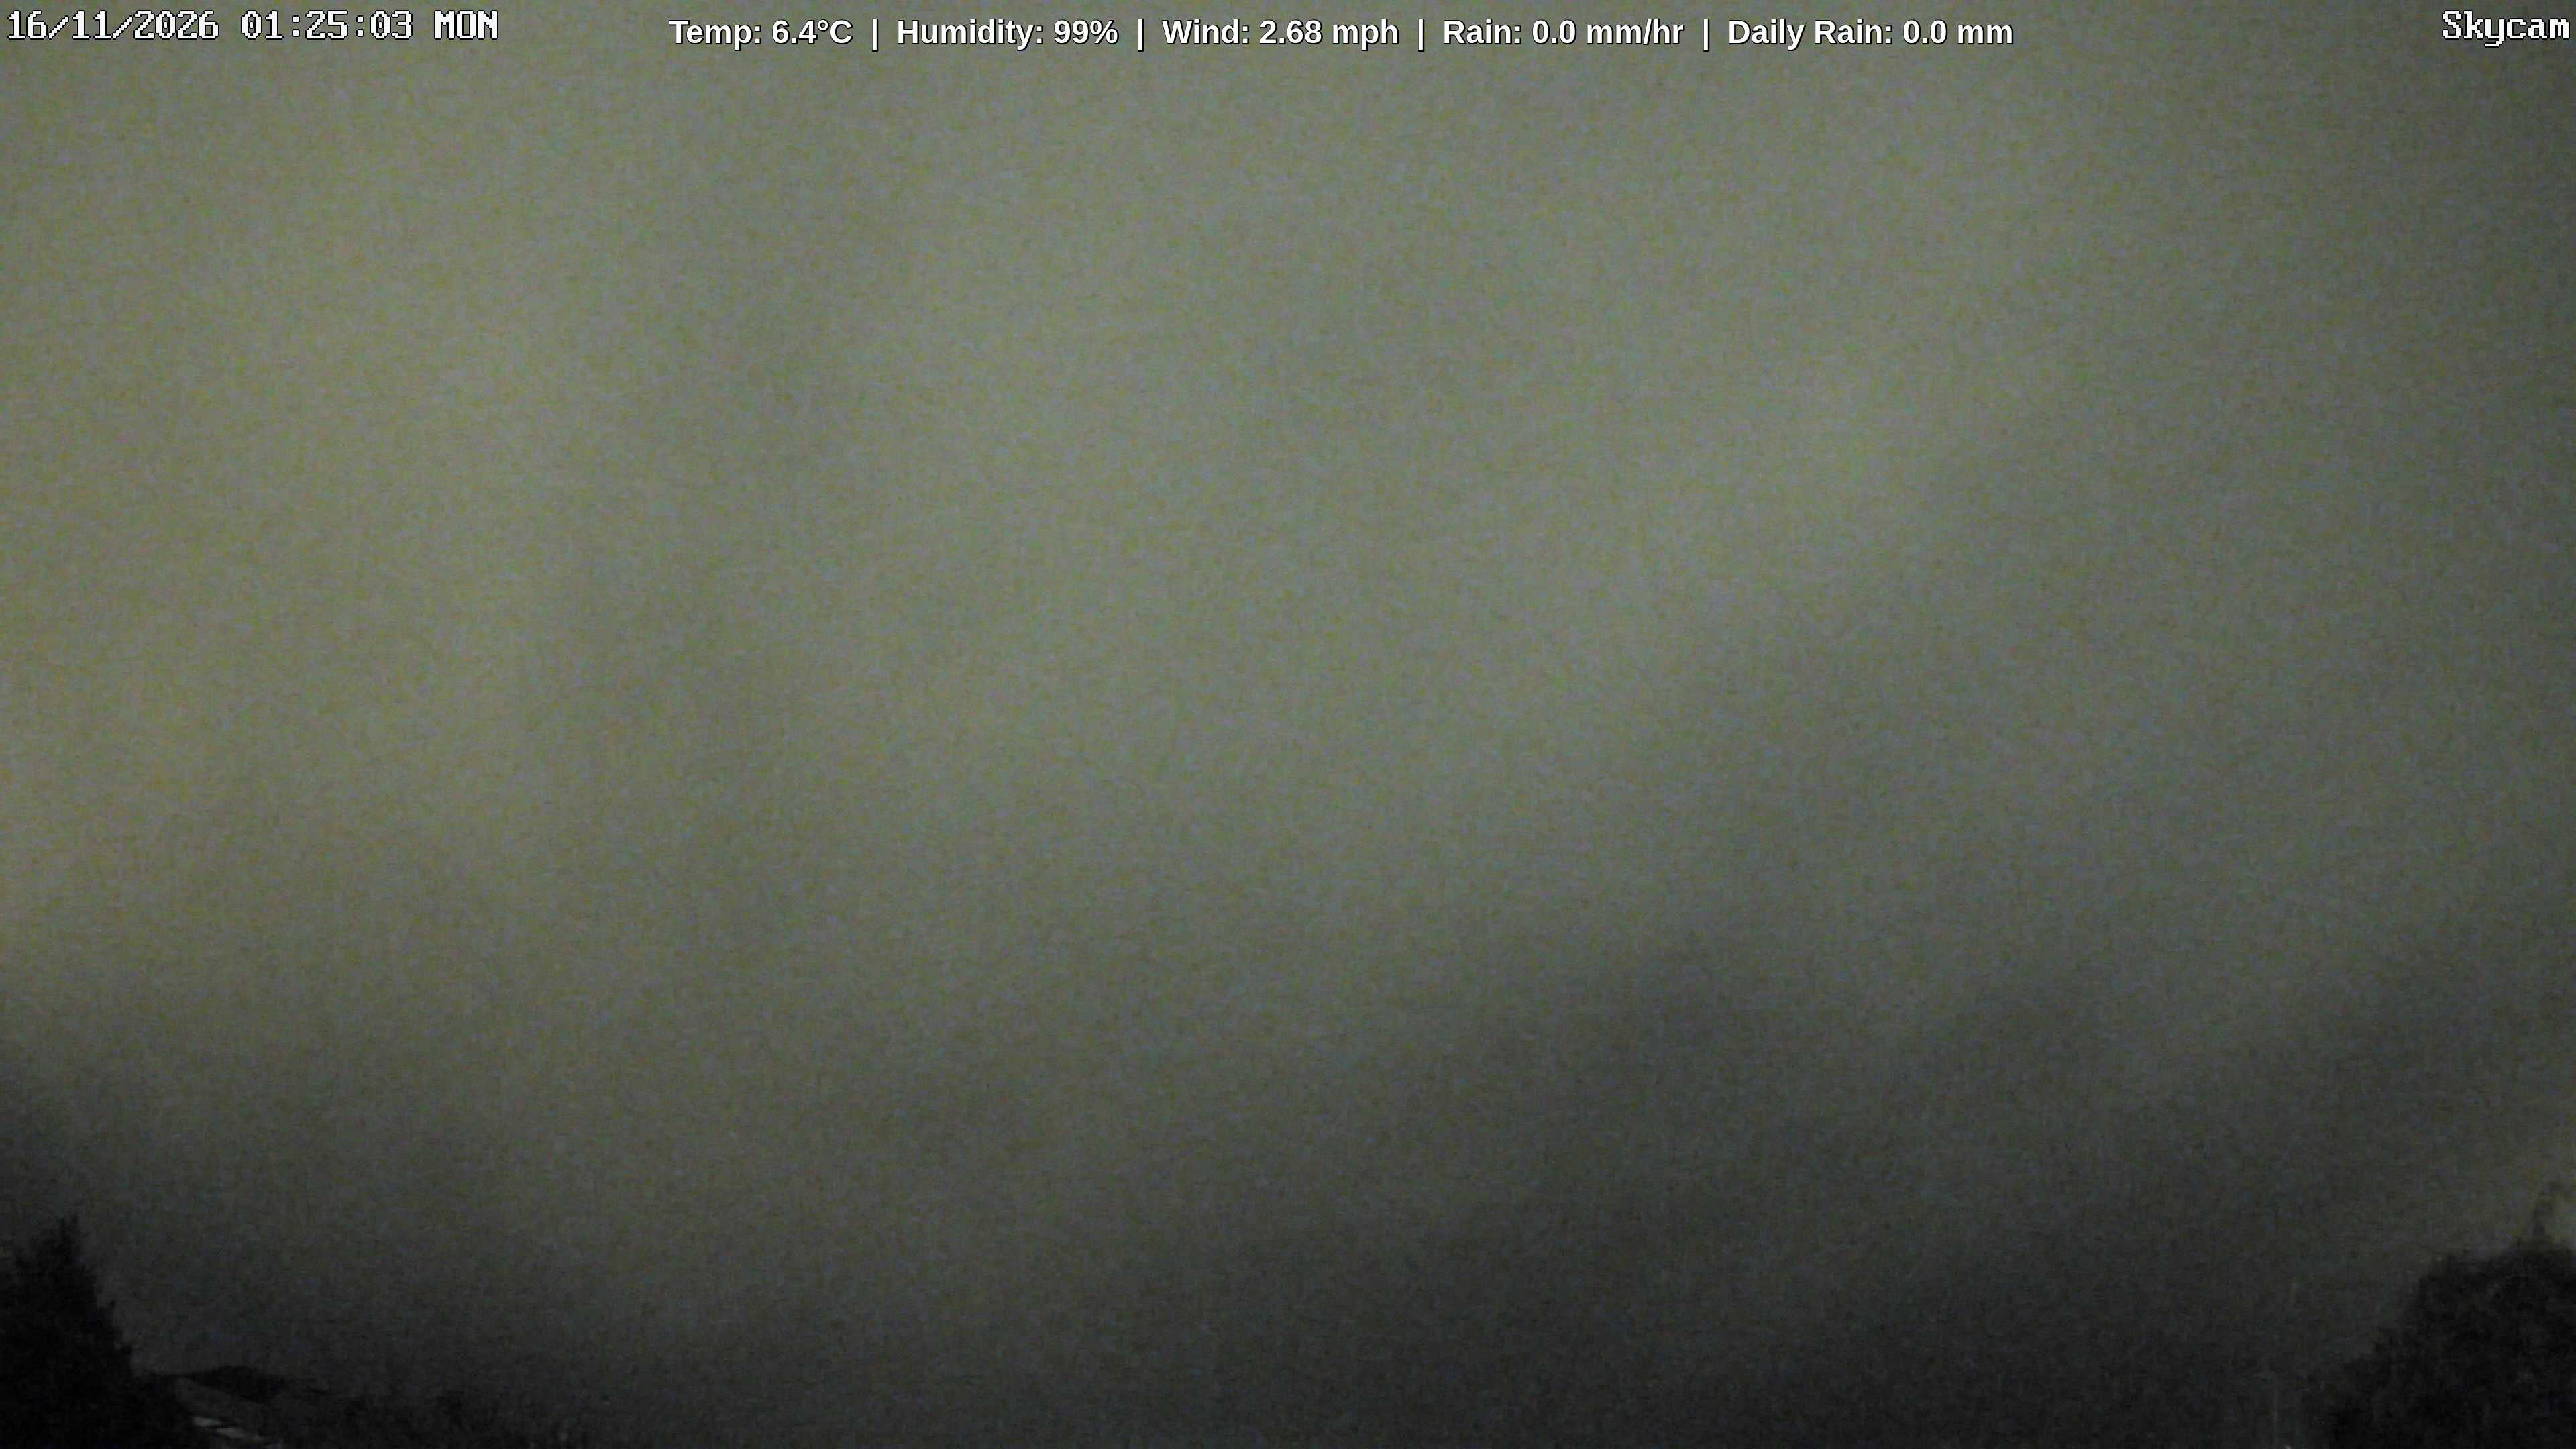 16/11/2026 01:25:03 MON
Temp: 6.4°C | Humidity: 99% | Wind: 2.68 mph | Rain: 0.0 mm/hr | Daily Rain: 0.0 mm
Skycam